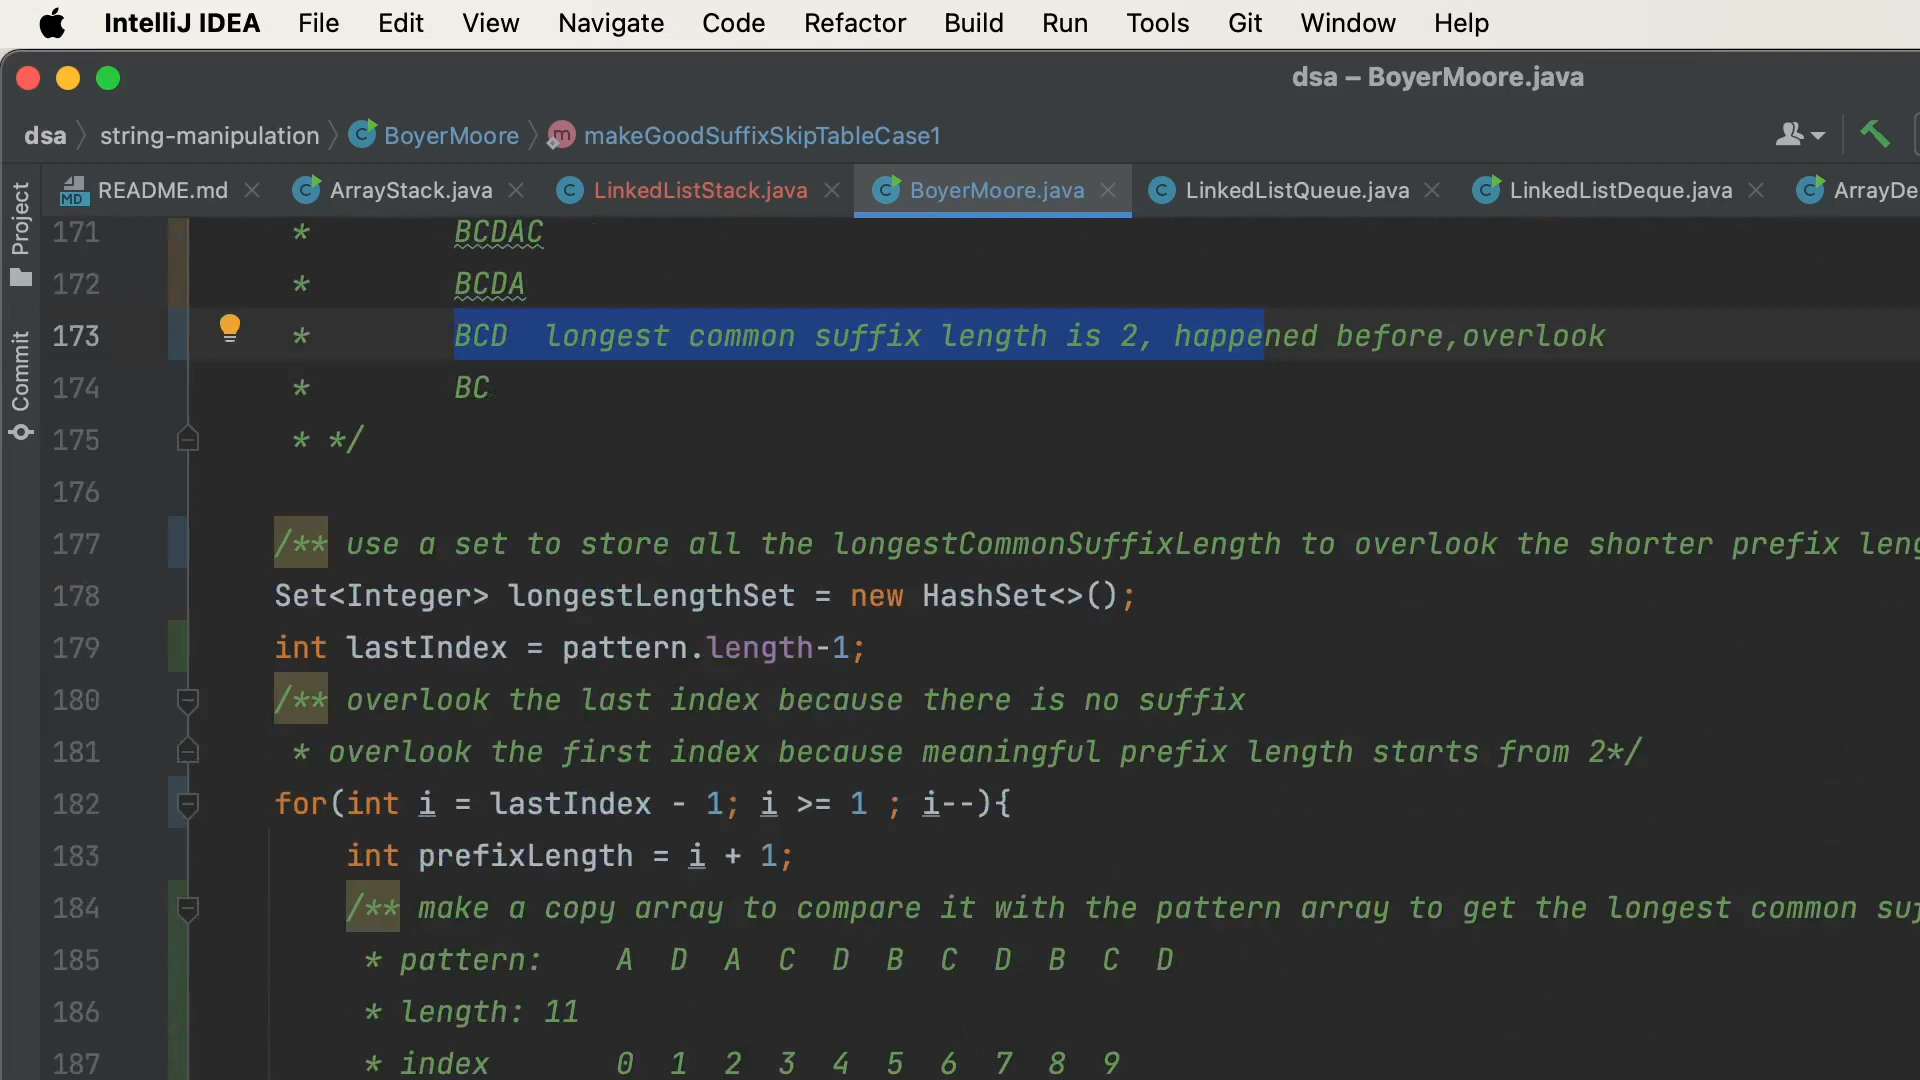 IntelliJ IDEA File Edit View Navigate Code Refactor Build Run Tools Git Window Help
dsa – BoyerMoore.java
dsa string-manipulation BoyerMoore makeGoodSuffixSkipTableCase1
README.md ArrayStack.java LinkedListStack.java BoyerMoore.java LinkedListQueue.java LinkedListDeque.java ArrayDe
Project
Commit
171 * BCDAC
172 * BCDA
173 * BCD longest common suffix length is 2, happened before,overlook
174 * BC
175 * */
176
177 /** use a set to store all the longestCommonSuffixLength to overlook the shorter prefix leng
178 Set<Integer> longestLengthSet = new HashSet<>();
179 int lastIndex = pattern.length-1;
180 /** overlook the last index because there is no suffix
181 * overlook the first index because meaningful prefix length starts from 2*/
182 for(int i = lastIndex - 1; i >= 1 ; i--){
183 int prefixLength = i + 1;
184 /** make a copy array to compare it with the pattern array to get the longest common suf
185 * pattern: A D A C D B C D B C D
186 * length: 11
187 * index 0 1 2 3 4 5 6 7 8 9